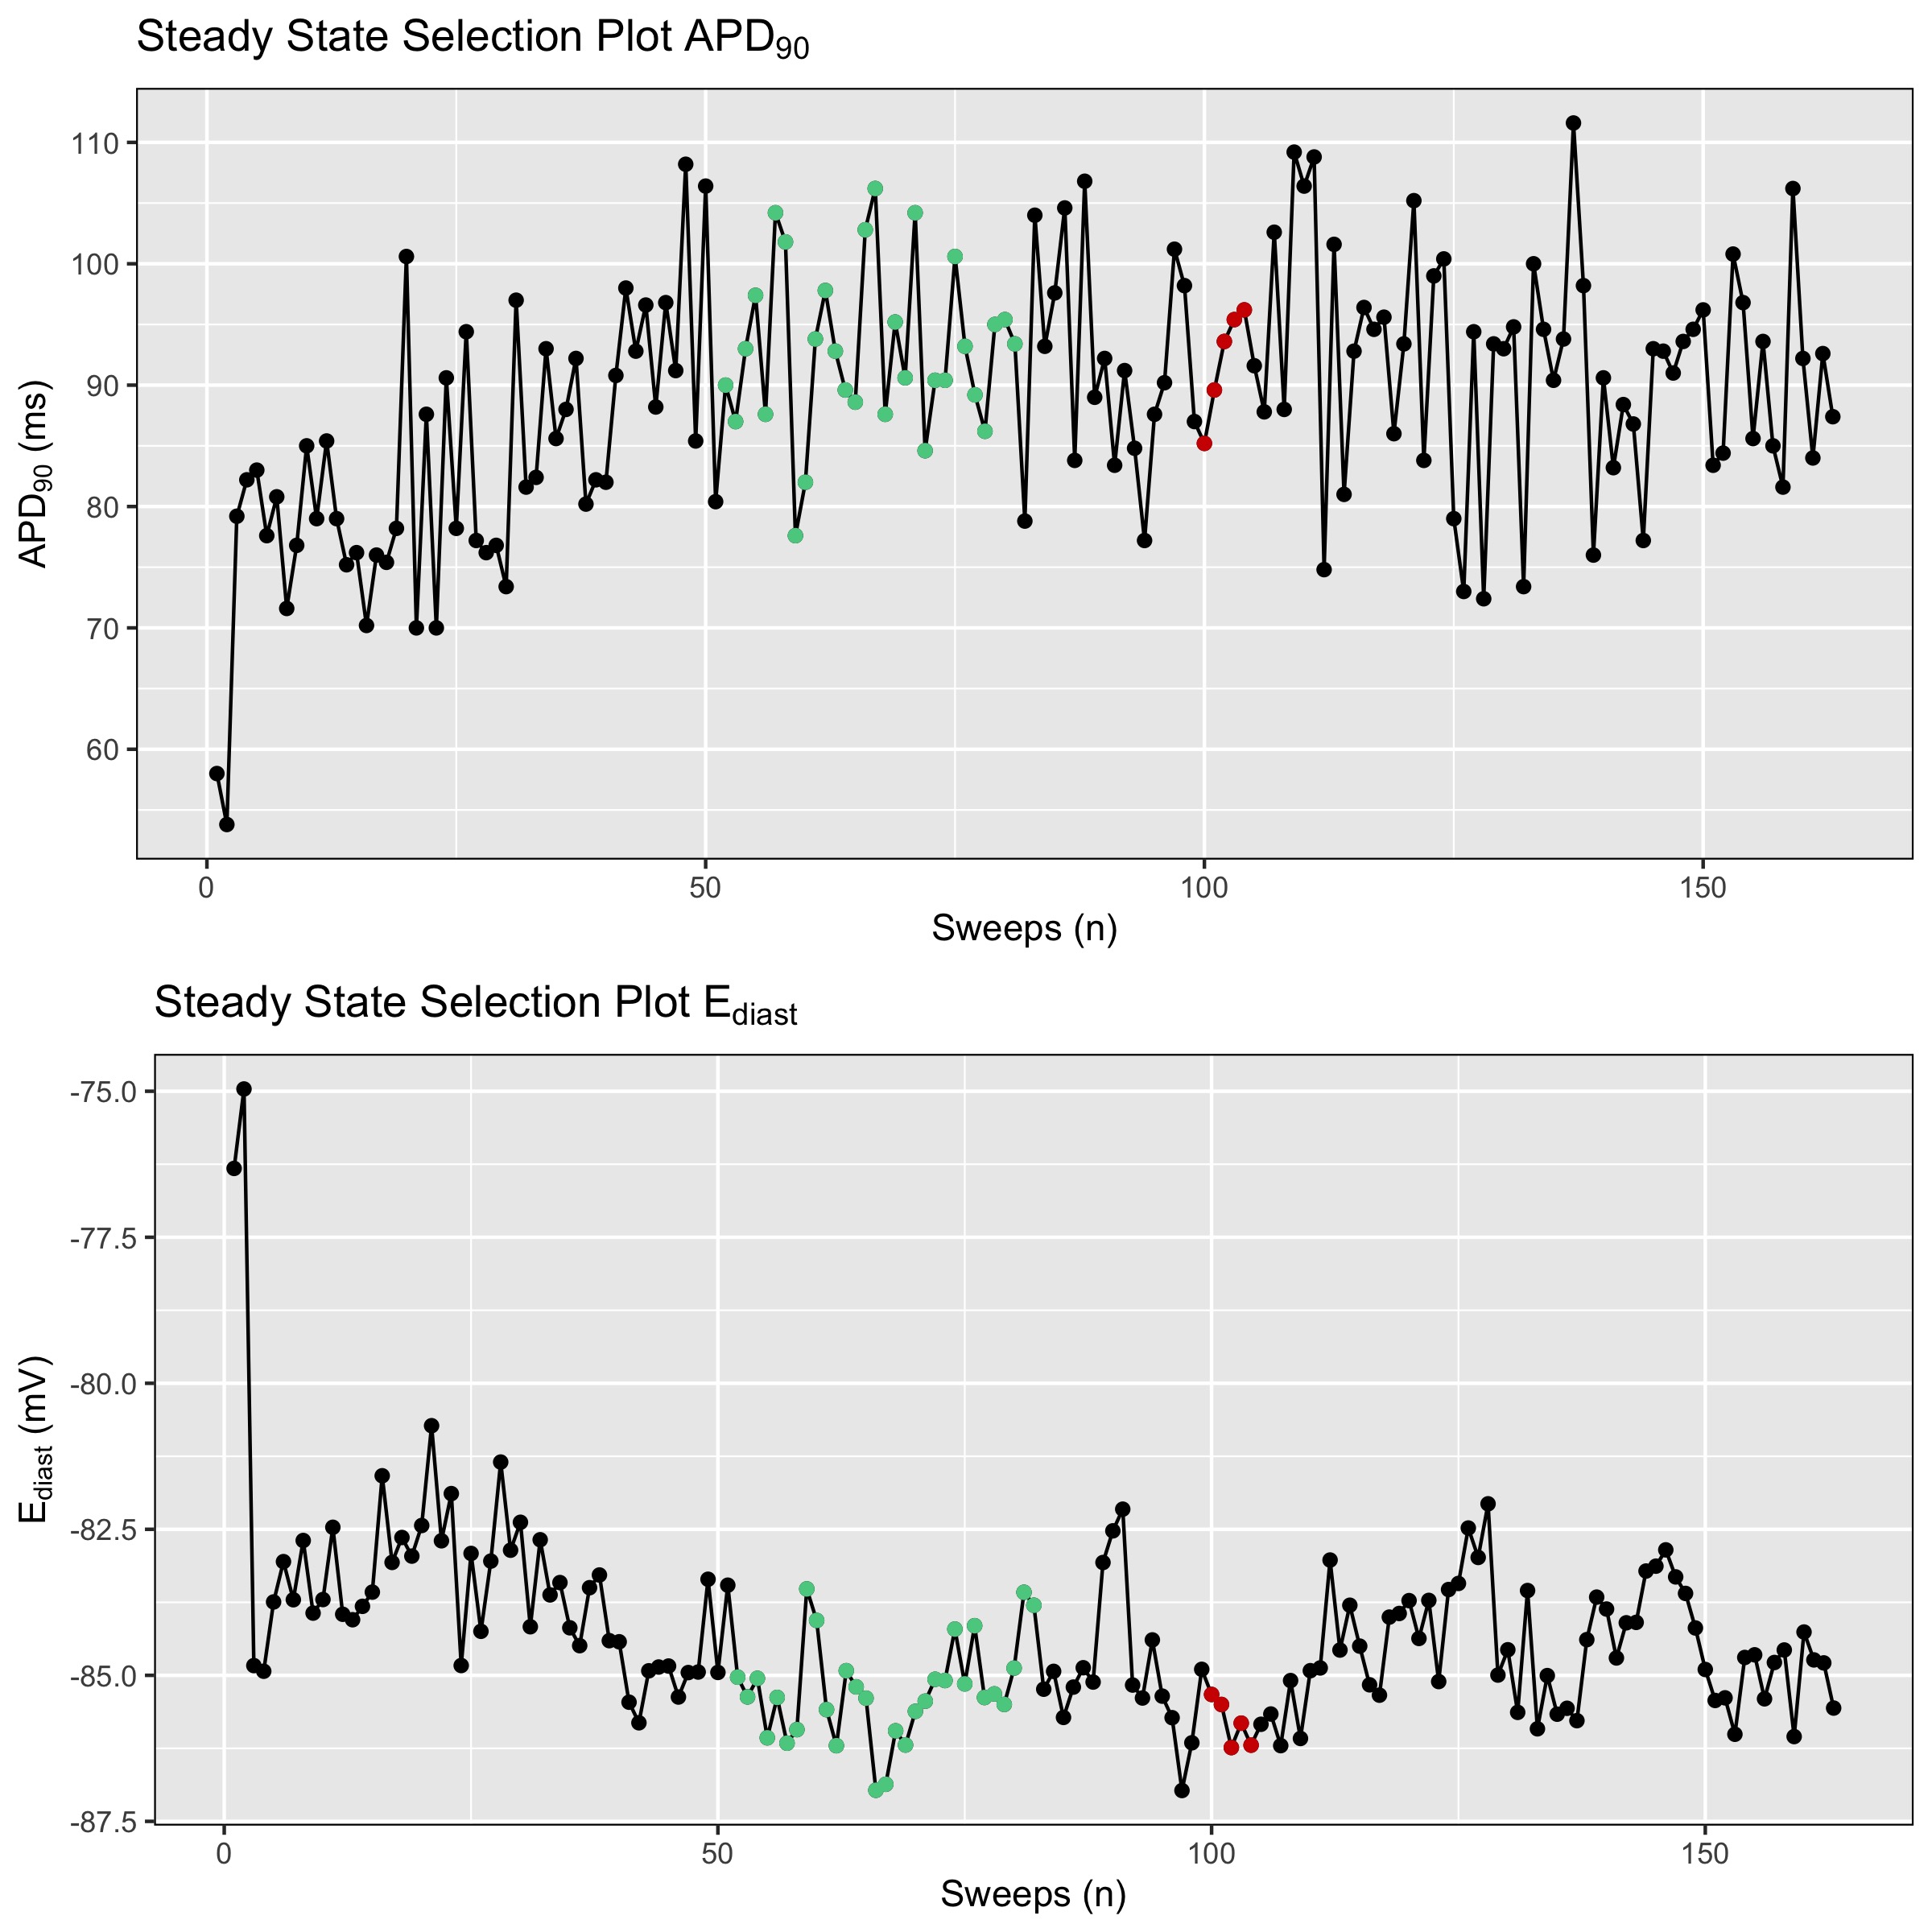 Steady State Selection Plot APD90
APD90 (ms)
110
100
90
80
70
60
0 50 100 150
Sweeps (n)
Steady State Selection Plot Ediast
Ediast (mV)
-75.0
-77.5
-80.0
-82.5
-85.0
-87.5
0 50 100 150
Sweeps (n)